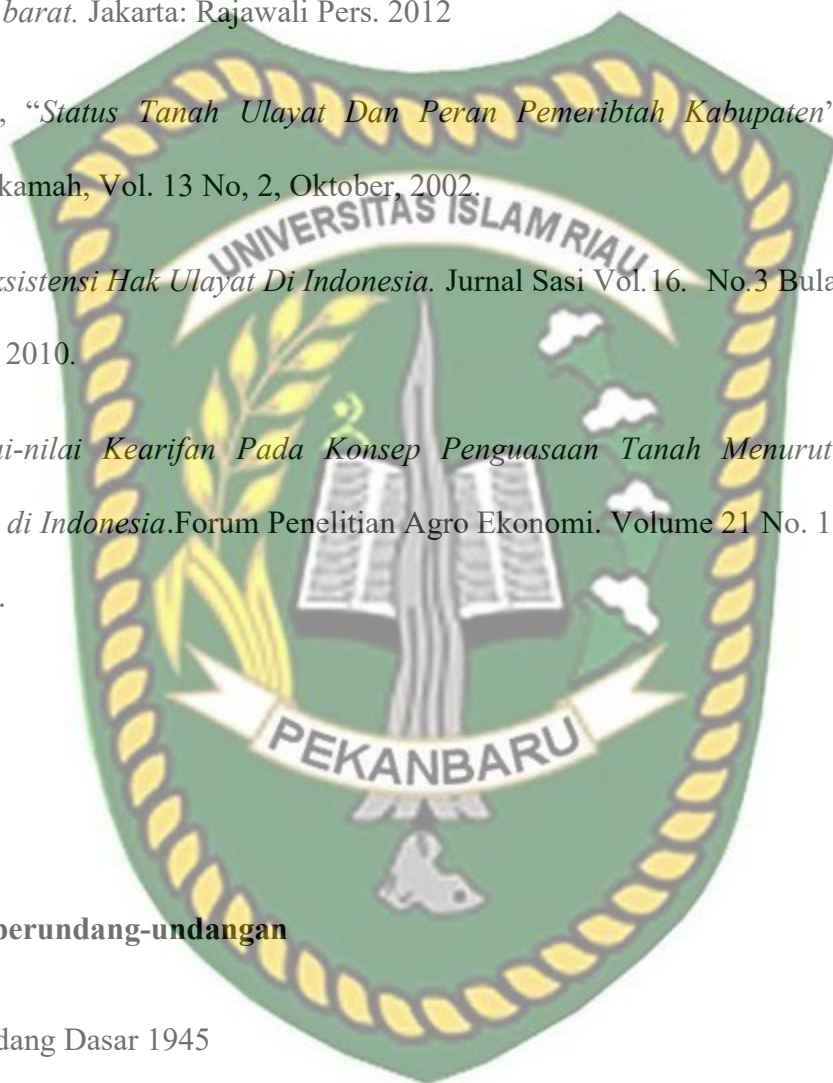 barat. Jakarta: Rajawali Pers. 2012
, “Status Tanah Ulayat Dan Peran Pemeribtah Kabupaten”
kamah, Vol. 13 No, 2, Oktober, 2002.
UNIVERSITAS ISLAM RIAU
ksistensi Hak Ulayat Di Indonesia. Jurnal Sasi Vol.16. No.3 Bula
2010.
ai-nilai Kearifan Pada Konsep Penguasaan Tanah Menurut
di Indonesia.Forum Penelitian Agro Ekonomi. Volume 21 No. 1
.
PEKANBARU
perundang-undangan
dang Dasar 1945